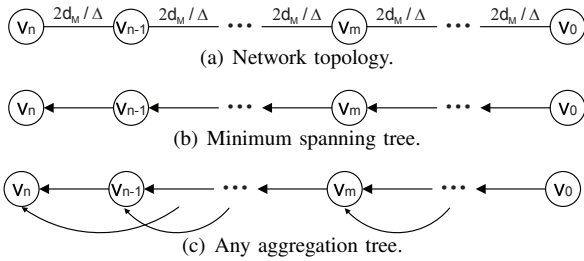 2dM/Δ 2dM/Δ 2dM/Δ 2dM/Δ 2dM/Δ
Vn Vn-1 ••• Vm ••• V0
(a) Network topology.
Vn Vn-1 ••• Vm ••• V0
(b) Minimum spanning tree.
Vn Vn-1 ••• Vm ••• V0
(c) Any aggregation tree.